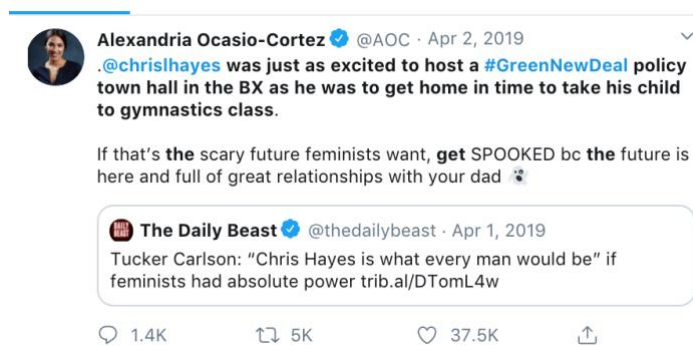 Alexandria Ocasio-Cortez @AOC · Apr 2, 2019
.@chrislhayes was just as excited to host a #GreenNewDeal policy
town hall in the BX as he was to get home in time to take his child
to gymnastics class.
If that's the scary future feminists want, get SPOOKED bc the future is
here and full of great relationships with your dad 👻
DAILY BEAST The Daily Beast @thedailybeast · Apr 1, 2019
Tucker Carlson: “Chris Hayes is what every man would be” if
feminists had absolute power trib.al/DTomL4w
1.4K 5K 37.5K